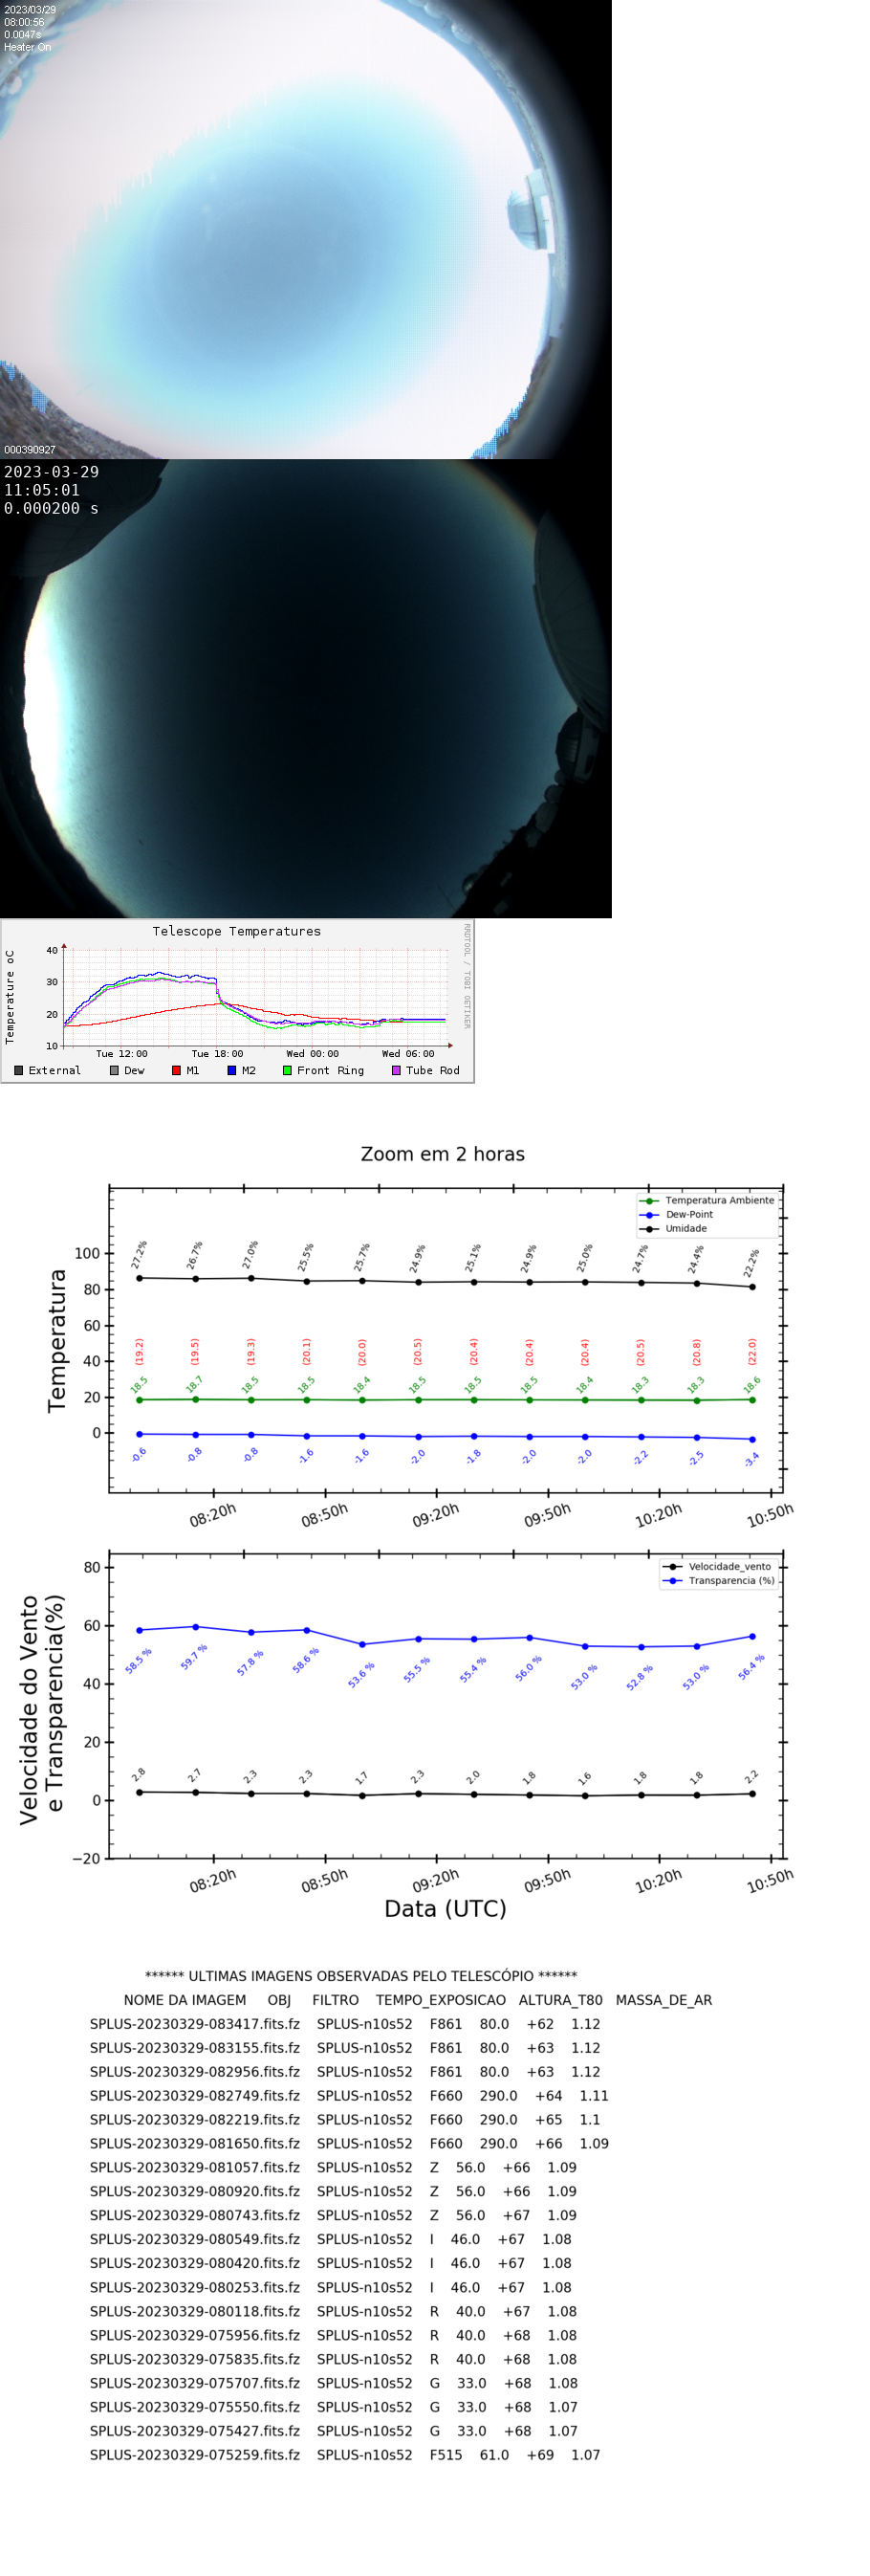 2023/03/29
08:00:56
0.0047s
Heater On
000390927
2023-03-29
11:05:01
0.000200 s
Telescope Temperatures
RRDTOOL / TOBI OETIKER
Temperature oC
40
30
20
10
Tue 12:00 Tue 18:00 Wed 00:00 Wed 06:00
External Dew M1 M2 Front Ring Tube Rod
Zoom em 2 horas
Temperatura Ambiente
Dew-Point
Umidade
Temperatura
100
80
60
40
20
0
27.2% 26.7% 27.0% 25.5% 25.7% 24.9% 25.1% 24.9% 25.0% 24.7% 24.4% 22.2%
(19.2) (19.5) (19.3) (20.1) (20.0) (20.5) (20.4) (20.4) (20.4) (20.5) (20.8) (22.0)
18.5 18.7 18.5 18.5 18.4 18.5 18.5 18.5 18.4 18.3 18.3 18.6
-0.6 -0.8 -0.8 -1.6 -1.6 -2.0 -1.8 -2.0 -2.0 -2.2 -2.5 -3.4
08:20h 08:50h 09:20h 09:50h 10:20h 10:50h
Velocidade_vento
Transparencia (%)
Velocidade do Vento
e Transparencia(%)
80
60
40
20
0
−20
58.5 % 59.7 % 57.8 % 58.6 % 53.6 % 55.5 % 55.4 % 56.0 % 53.0 % 52.8 % 53.0 % 56.4 %
2.8 2.7 2.3 2.3 1.7 2.3 2.0 1.8 1.6 1.8 1.8 2.2
08:20h 08:50h 09:20h 09:50h 10:20h 10:50h
Data (UTC)
****** ULTIMAS IMAGENS OBSERVADAS PELO TELESCÓPIO ******
NOME DA IMAGEM OBJ FILTRO TEMPO_EXPOSICAO ALTURA_T80 MASSA_DE_AR
SPLUS-20230329-083417.fits.fz SPLUS-n10s52 F861 80.0 +62 1.12
SPLUS-20230329-083155.fits.fz SPLUS-n10s52 F861 80.0 +63 1.12
SPLUS-20230329-082956.fits.fz SPLUS-n10s52 F861 80.0 +63 1.12
SPLUS-20230329-082749.fits.fz SPLUS-n10s52 F660 290.0 +64 1.11
SPLUS-20230329-082219.fits.fz SPLUS-n10s52 F660 290.0 +65 1.1
SPLUS-20230329-081650.fits.fz SPLUS-n10s52 F660 290.0 +66 1.09
SPLUS-20230329-081057.fits.fz SPLUS-n10s52 Z 56.0 +66 1.09
SPLUS-20230329-080920.fits.fz SPLUS-n10s52 Z 56.0 +66 1.09
SPLUS-20230329-080743.fits.fz SPLUS-n10s52 Z 56.0 +67 1.09
SPLUS-20230329-080549.fits.fz SPLUS-n10s52 I 46.0 +67 1.08
SPLUS-20230329-080420.fits.fz SPLUS-n10s52 I 46.0 +67 1.08
SPLUS-20230329-080253.fits.fz SPLUS-n10s52 I 46.0 +67 1.08
SPLUS-20230329-080118.fits.fz SPLUS-n10s52 R 40.0 +67 1.08
SPLUS-20230329-075956.fits.fz SPLUS-n10s52 R 40.0 +68 1.08
SPLUS-20230329-075835.fits.fz SPLUS-n10s52 R 40.0 +68 1.08
SPLUS-20230329-075707.fits.fz SPLUS-n10s52 G 33.0 +68 1.08
SPLUS-20230329-075550.fits.fz SPLUS-n10s52 G 33.0 +68 1.07
SPLUS-20230329-075427.fits.fz SPLUS-n10s52 G 33.0 +68 1.07
SPLUS-20230329-075259.fits.fz SPLUS-n10s52 F515 61.0 +69 1.07